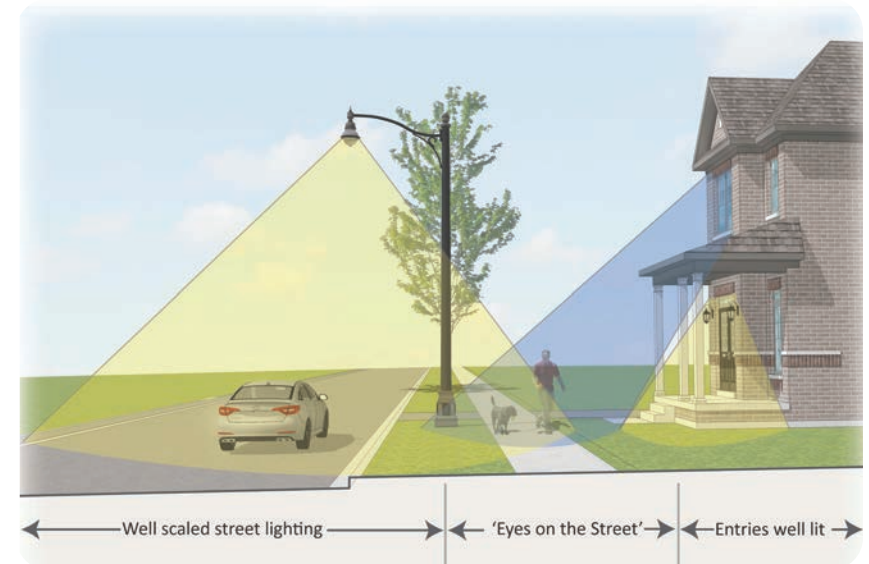 Well scaled street lighting
'Eyes on the Street'
Entries well lit